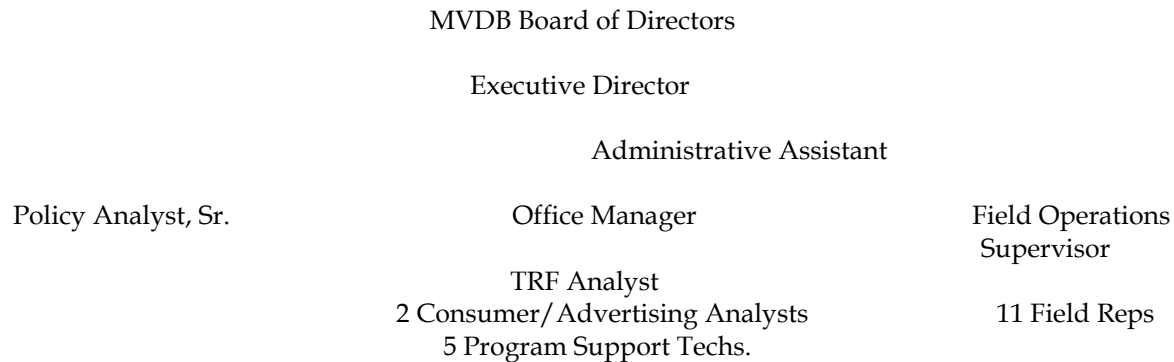 MVDB Board of Directors
Executive Director
Administrative Assistant
Policy Analyst, Sr.
Office Manager
Field Operations
Supervisor
TRF Analyst
2 Consumer/Advertising Analysts
5 Program Support Techs.
11 Field Reps